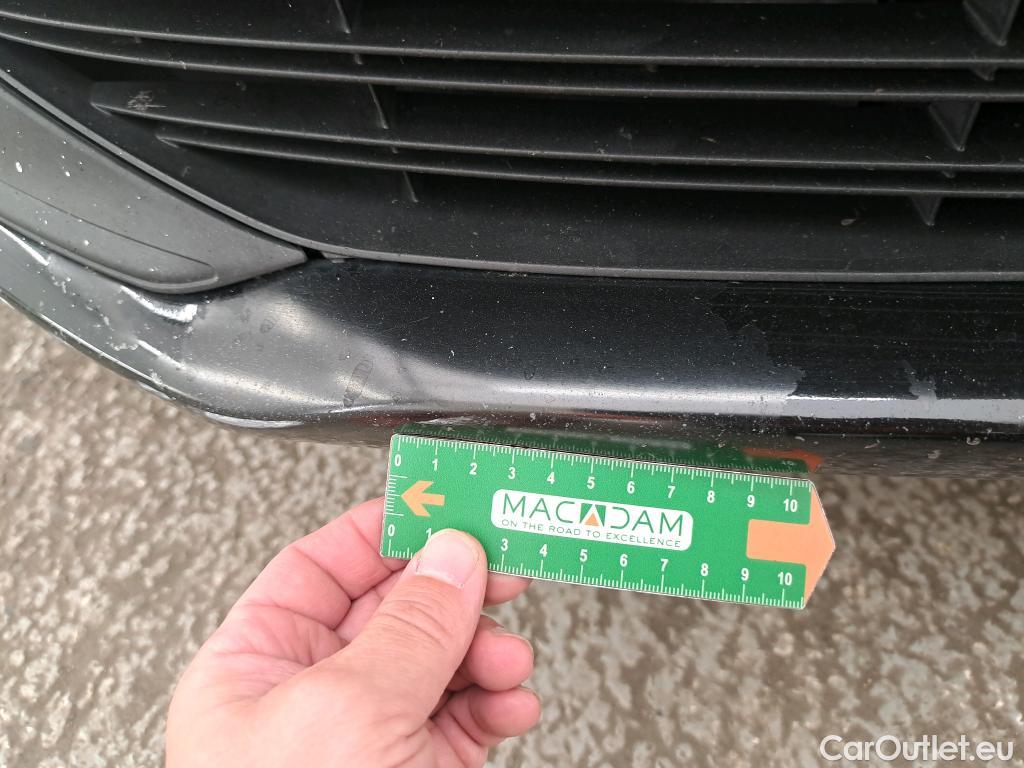 0 1 2 3 4 5 6 7 8 9 10
MACADAM
ON THE ROAD TO EXCELLENCE
0 1 3 4 5 6 7 8 9 10
CarOutlet.eu